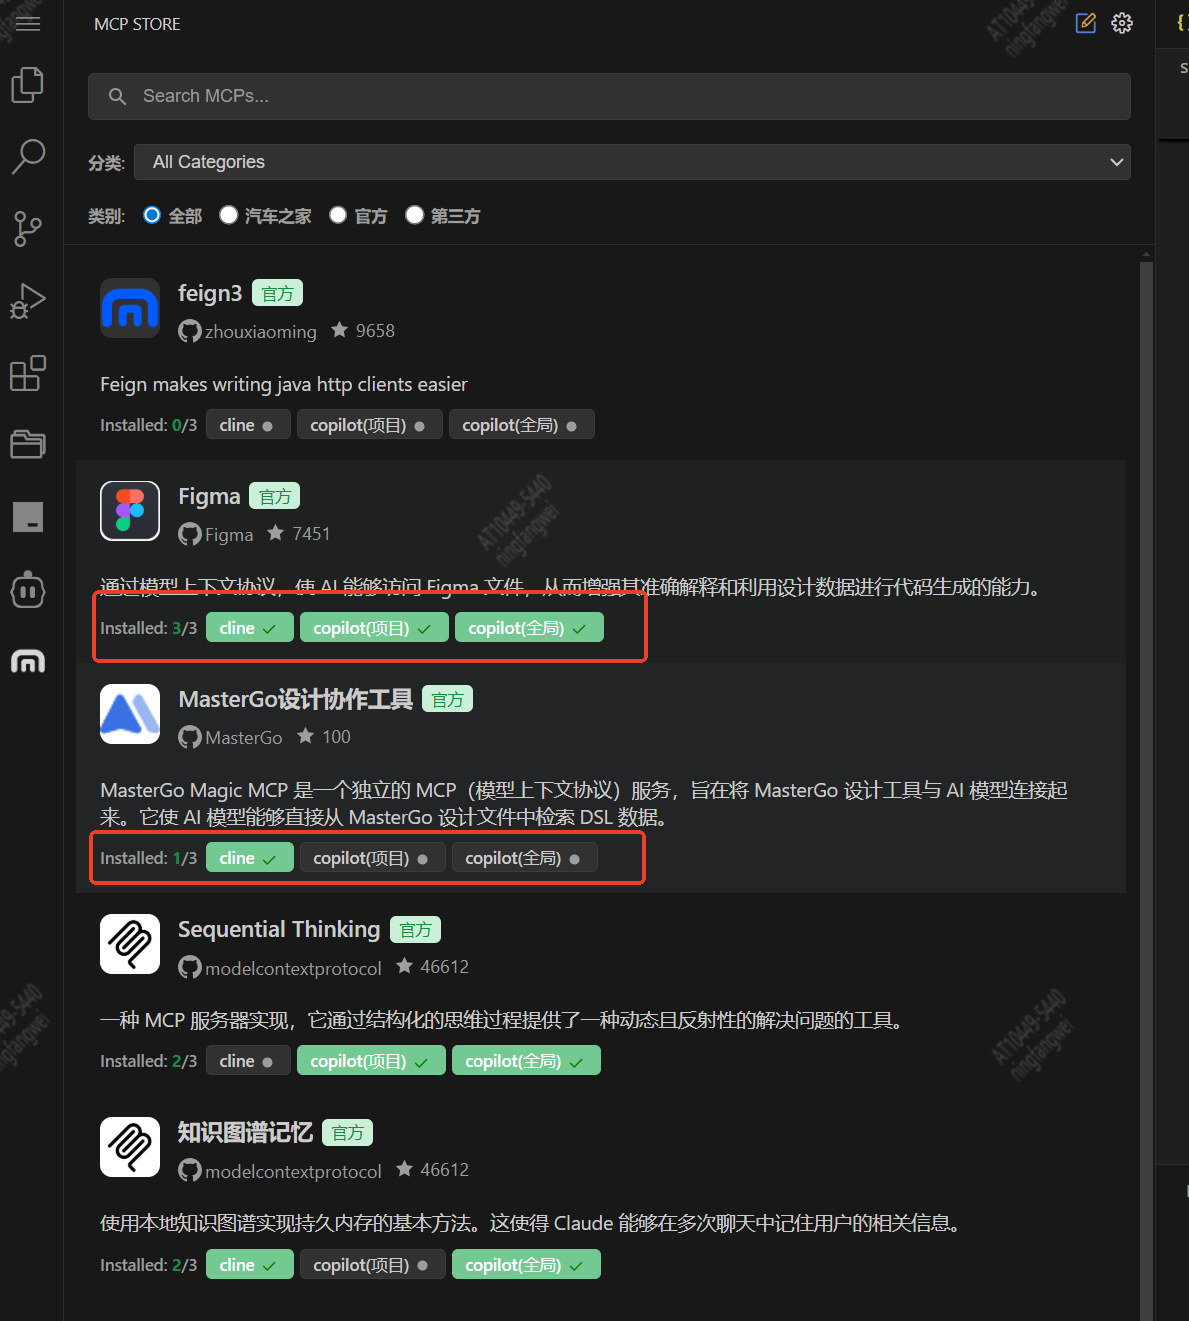 MCP STORE
Search MCPs...
分类: All Categories
类别: 全部 汽车之家 官方 第三方
feign3 官方
zhouxiaoming ★ 9658
Feign makes writing java http clients easier
Installed: 0/3 cline ● copilot(项目) ● copilot(全局) ●
Figma 官方
Figma ★ 7451
通过模型上下文协议，使 AI 能够访问 Figma 文件，从而增强其准确解释和利用设计数据进行代码生成的能力。
Installed: 3/3 cline ✓ copilot(项目) ✓ copilot(全局) ✓
MasterGo设计协作工具 官方
MasterGo ★ 100
MasterGo Magic MCP 是一个独立的 MCP（模型上下文协议）服务，旨在将 MasterGo 设计工具与 AI 模型连接起
来。它使 AI 模型能够直接从 MasterGo 设计文件中检索 DSL 数据。
Installed: 1/3 cline ✓ copilot(项目) ● copilot(全局) ●
Sequential Thinking 官方
modelcontextprotocol ★ 46612
一种 MCP 服务器实现，它通过结构化的思维过程提供了一种动态且反射性的解决问题的工具。
Installed: 2/3 cline ● copilot(项目) ✓ copilot(全局) ✓
知识图谱记忆 官方
modelcontextprotocol ★ 46612
使用本地知识图谱实现持久内存的基本方法。这使得 Claude 能够在多次聊天中记住用户的相关信息。
Installed: 2/3 cline ✓ copilot(项目) ● copilot(全局) ✓
AT10449-5440
ningfangwei
AT10449-5440
ningfangwei